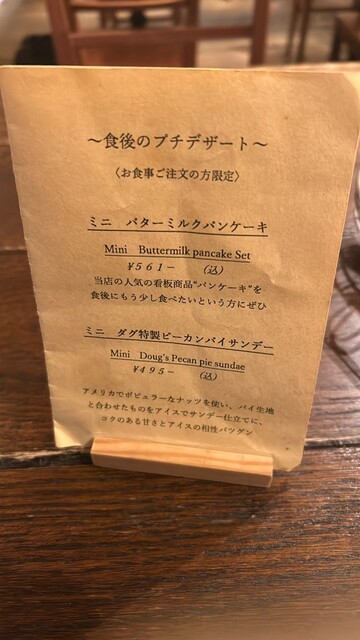 ～食後のプチデザート～
〈お食事ご注文の方限定〉
ミニ　バターミルクパンケーキ
Mini　Buttermilk pancake Set
¥561－　(込)
当店の人気の看板商品"パンケーキ"を
食後にもう少し食べたいという方にぜひ
ミニ　ダグ特製ピーカンパイサンデー
Mini　Doug's Pecan pie sundae
¥495－　(込)
アメリカでポピュラーなナッツを使い、パイ生地
と合わせたものをアイスでサンデー仕立てに、
コクのある甘さとアイスの相性バツグン